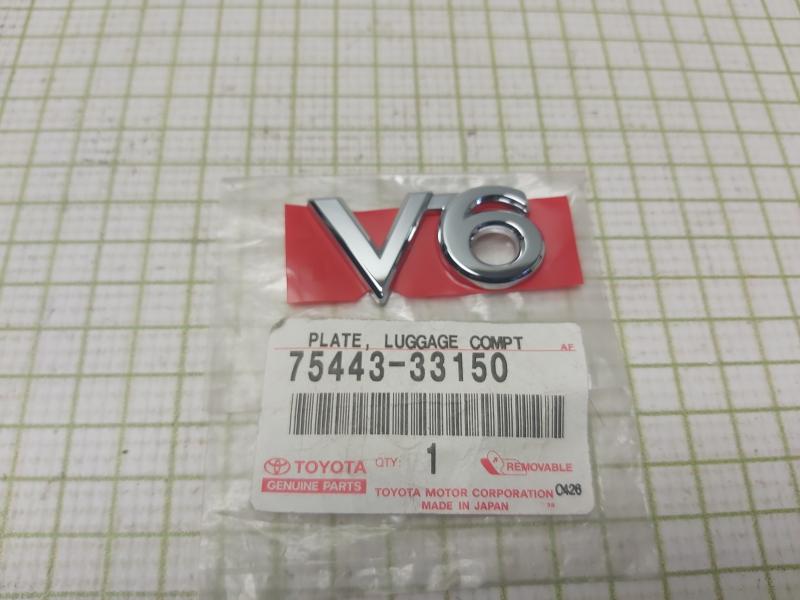 V6
PLATE, LUGGAGE COMPT
AF
75443-33150
TOYOTA QTY: 1 REMOVABLE
GENUINE PARTS
TOYOTA MOTOR CORPORATION 0426
MADE IN JAPAN